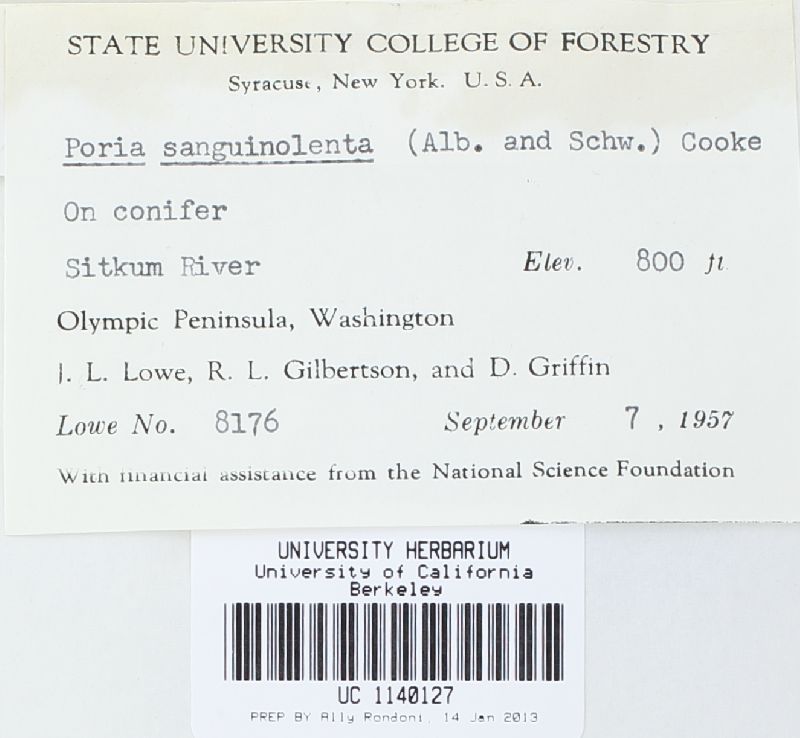 STATE UNIVERSITY COLLEGE OF FORESTRY
Syracuse, New York. U. S. A.
Poria sanguinolenta (Alb. and Schw.) Cooke
On conifer
Sitkum River Elev. 800 ft
Olympic Peninsula, Washington
J. L. Lowe, R. L. Gilbertson, and D. Griffin
Lowe No. 8176 September 7, 1957
With financial assistance from the National Science Foundation
UNIVERSITY HERBARIUM
University of California
Berkeley
UC 1140127
PREP BY Ally Rondoni, 14 Jan 2013